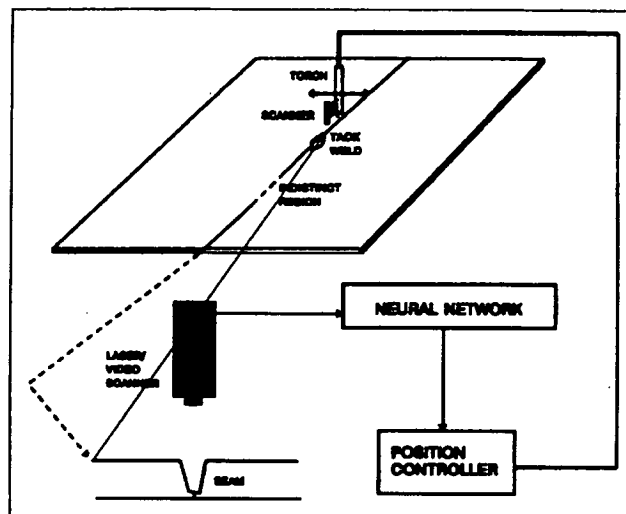 TORCH
SCANNER
TACK
WELD
INDISTINCT
REGION
NEURAL NETWORK
LASER/
VIDEO
SCANNER
POSITION
CONTROLLER
SEAM